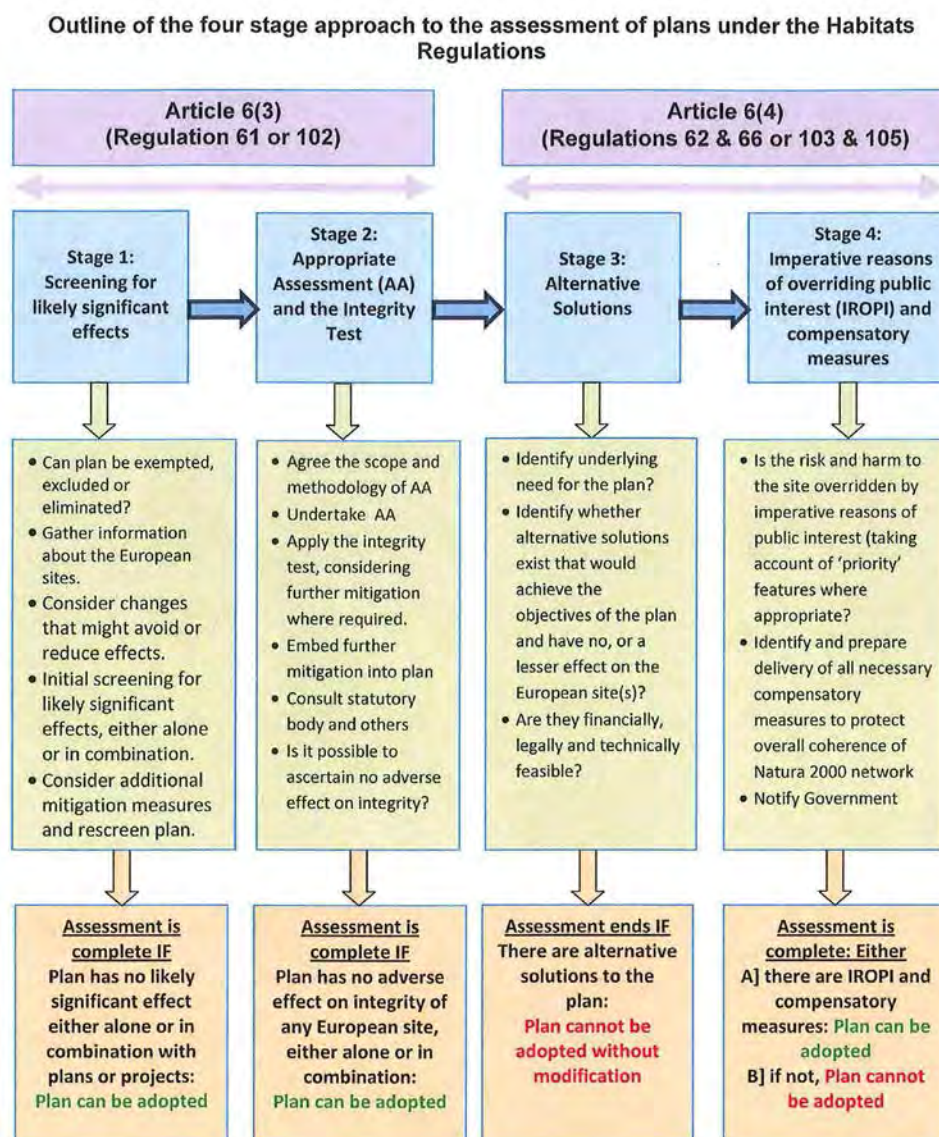 Outline of the four stage approach to the assessment of plans under the Habitats
Regulations
Article 6(3)
(Regulation 61 or 102)
Article 6(4)
(Regulations 62 & 66 or 103 & 105)
Stage 1:
Screening for
likely significant
effects
Stage 2:
Appropriate
Assessment (AA)
and the Integrity
Test
Stage 3:
Alternative
Solutions
Stage 4:
Imperative reasons
of overriding public
interest (IROPI) and
compensatory
measures
• Can plan be exempted,
excluded or
eliminated?
• Gather information
about the European
sites.
• Consider changes
that might avoid or
reduce effects.
• Initial screening for
likely significant
effects, either alone
or in combination.
• Consider additional
mitigation measures
and rescreen plan.
• Agree the scope and
methodology of AA
• Undertake AA
• Apply the integrity
test, considering
further mitigation
where required.
• Embed further
mitigation into plan
• Consult statutory
body and others
• Is it possible to
ascertain no adverse
effect on integrity?
• Identify underlying
need for the plan?
• Identify whether
alternative solutions
exist that would
achieve the
objectives of the plan
and have no, or a
lesser effect on the
European site(s)?
• Are they financially,
legally and technically
feasible?
• Is the risk and harm to
the site overridden by
imperative reasons of
public interest (taking
account of ‘priority’
features where
appropriate?
• Identify and prepare
delivery of all necessary
compensatory
measures to protect
overall coherence of
Natura 2000 network
• Notify Government
Assessment is
complete IF
Plan has no likely
significant effect
either alone or in
combination with
plans or projects:
Plan can be adopted
Assessment is
complete IF
Plan has no adverse
effect on integrity of
any European site,
either alone or in
combination:
Plan can be adopted
Assessment ends IF
There are alternative
solutions to the
plan:
Plan cannot be
adopted without
modification
Assessment is
complete: Either
A] there are IROPI and
compensatory
measures: Plan can be
adopted
B] if not, Plan cannot
be adopted